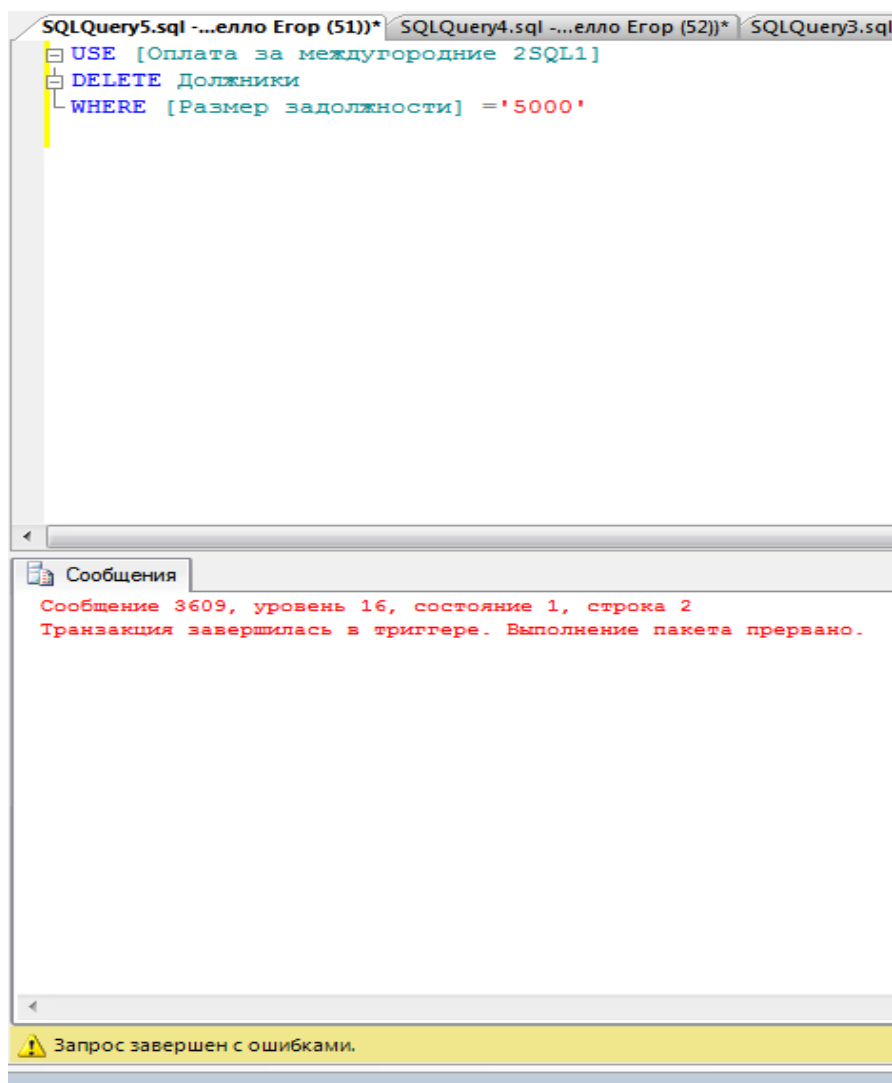 SQLQuery5.sql -...елло Егор (51))* SQLQuery4.sql -...елло Егор (52))* SQLQuery3.sql
USE [Оплата за междугородние 2SQL1]
DELETE Должники
WHERE [Размер задолжности] ='5000'
Сообщения
Сообщение 3609, уровень 16, состояние 1, строка 2
Транзакция завершилась в триггере. Выполнение пакета прервано.
Запрос завершен с ошибками.